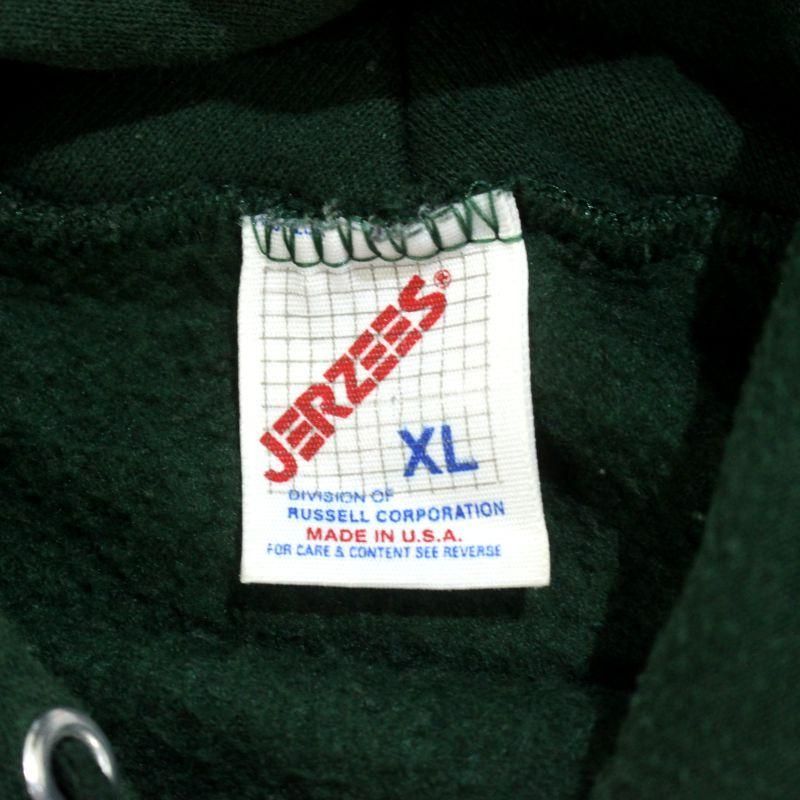 JERZEES®
XL
DIVISION OF
RUSSELL CORPORATION
MADE IN U.S.A.
FOR CARE & CONTENT SEE REVERSE